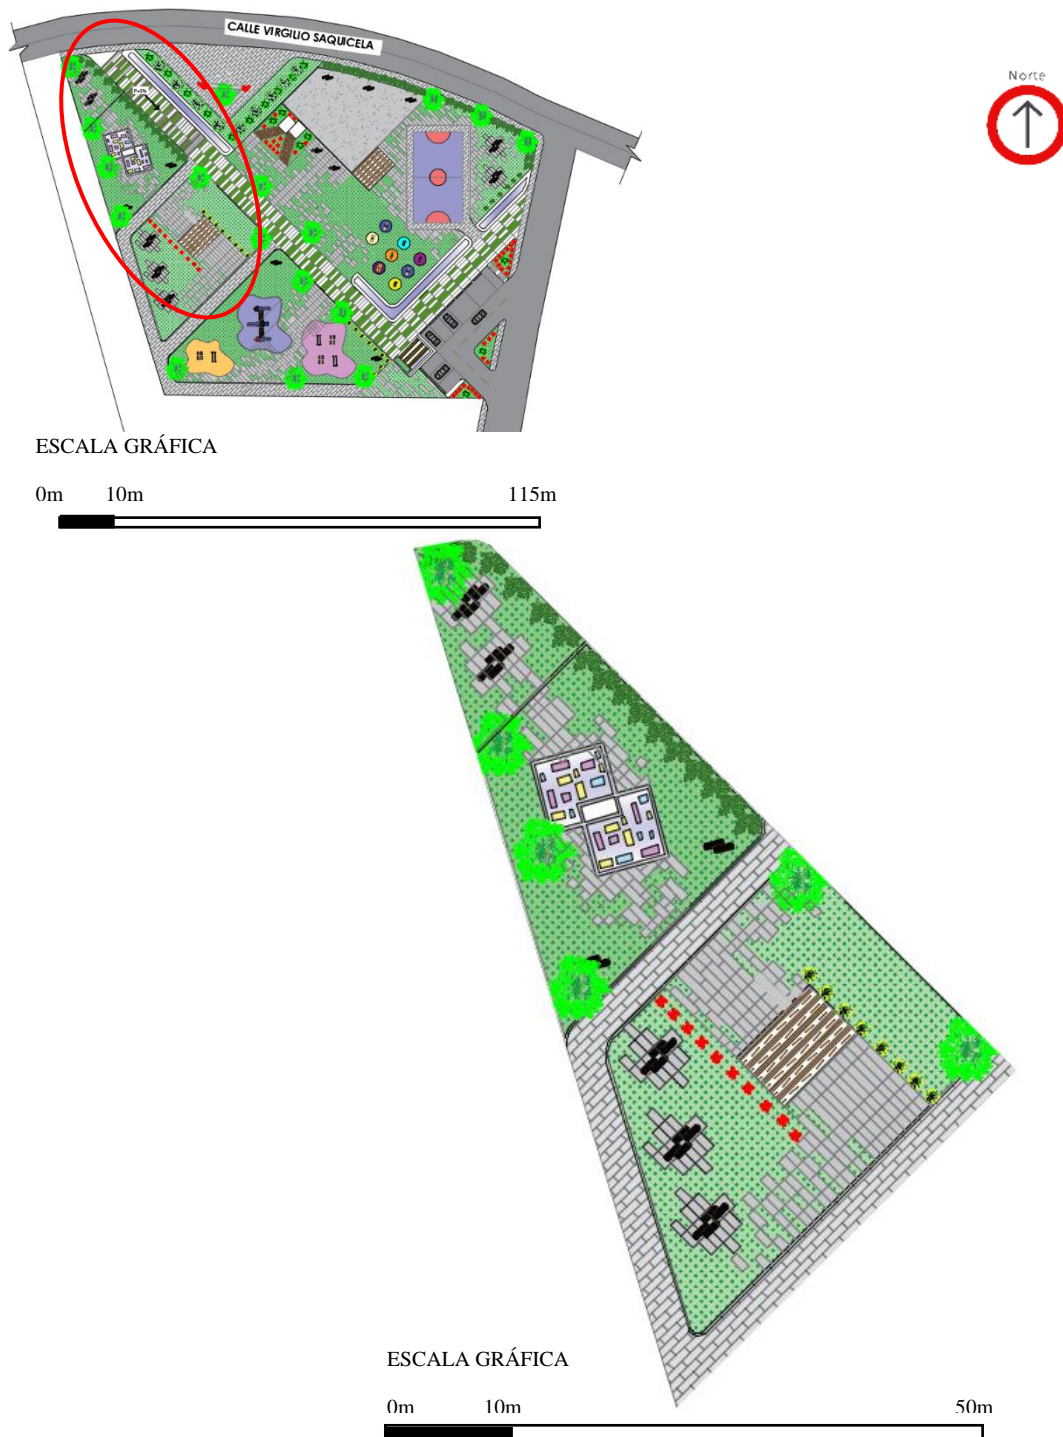 CALLE VIRGILIO SAQUICELA
Norte
ESCALA GRÁFICA
0m 10m 115m
ESCALA GRÁFICA
0m 10m 50m